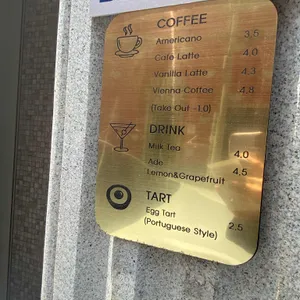 COFFEE
Americano 3.5
Cafe Latte 4.0
Vanilla Latte 4.3
Vienna Coffee 4.8
(Take Out -1.0)
DRINK
Milk Tea 4.0
Ade 4.5
Lemon&Grapefruit
TART
Egg Tart 2.5
(Portuguese Style)